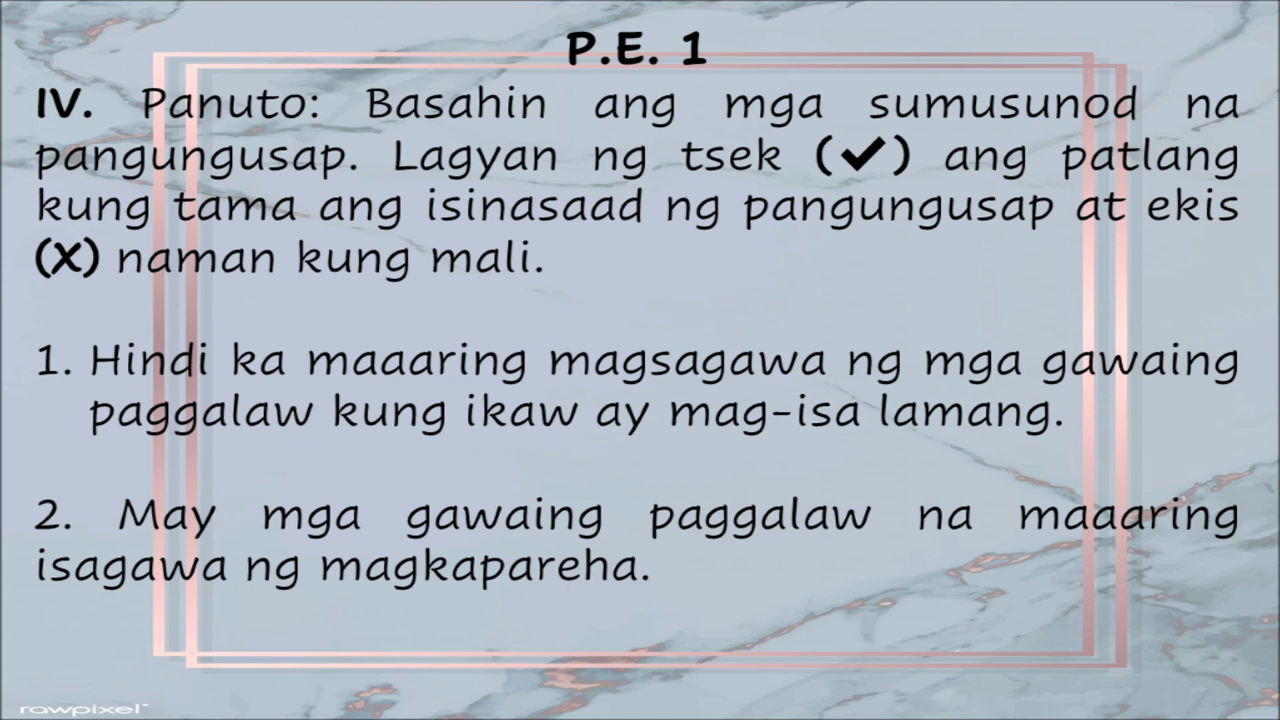 P.E. 1
IV. Panuto: Basahin ang mga sumusunod na
pangungusap. Lagyan ng tsek (✔) ang patlang
kung tama ang isinasaad ng pangungusap at ekis
(X) naman kung mali.
1. Hindi ka maaaring magsagawa ng mga gawaing
paggalaw kung ikaw ay mag-isa lamang.
2. May mga gawaing paggalaw na maaaring
isagawa ng magkapareha.
rawpixel